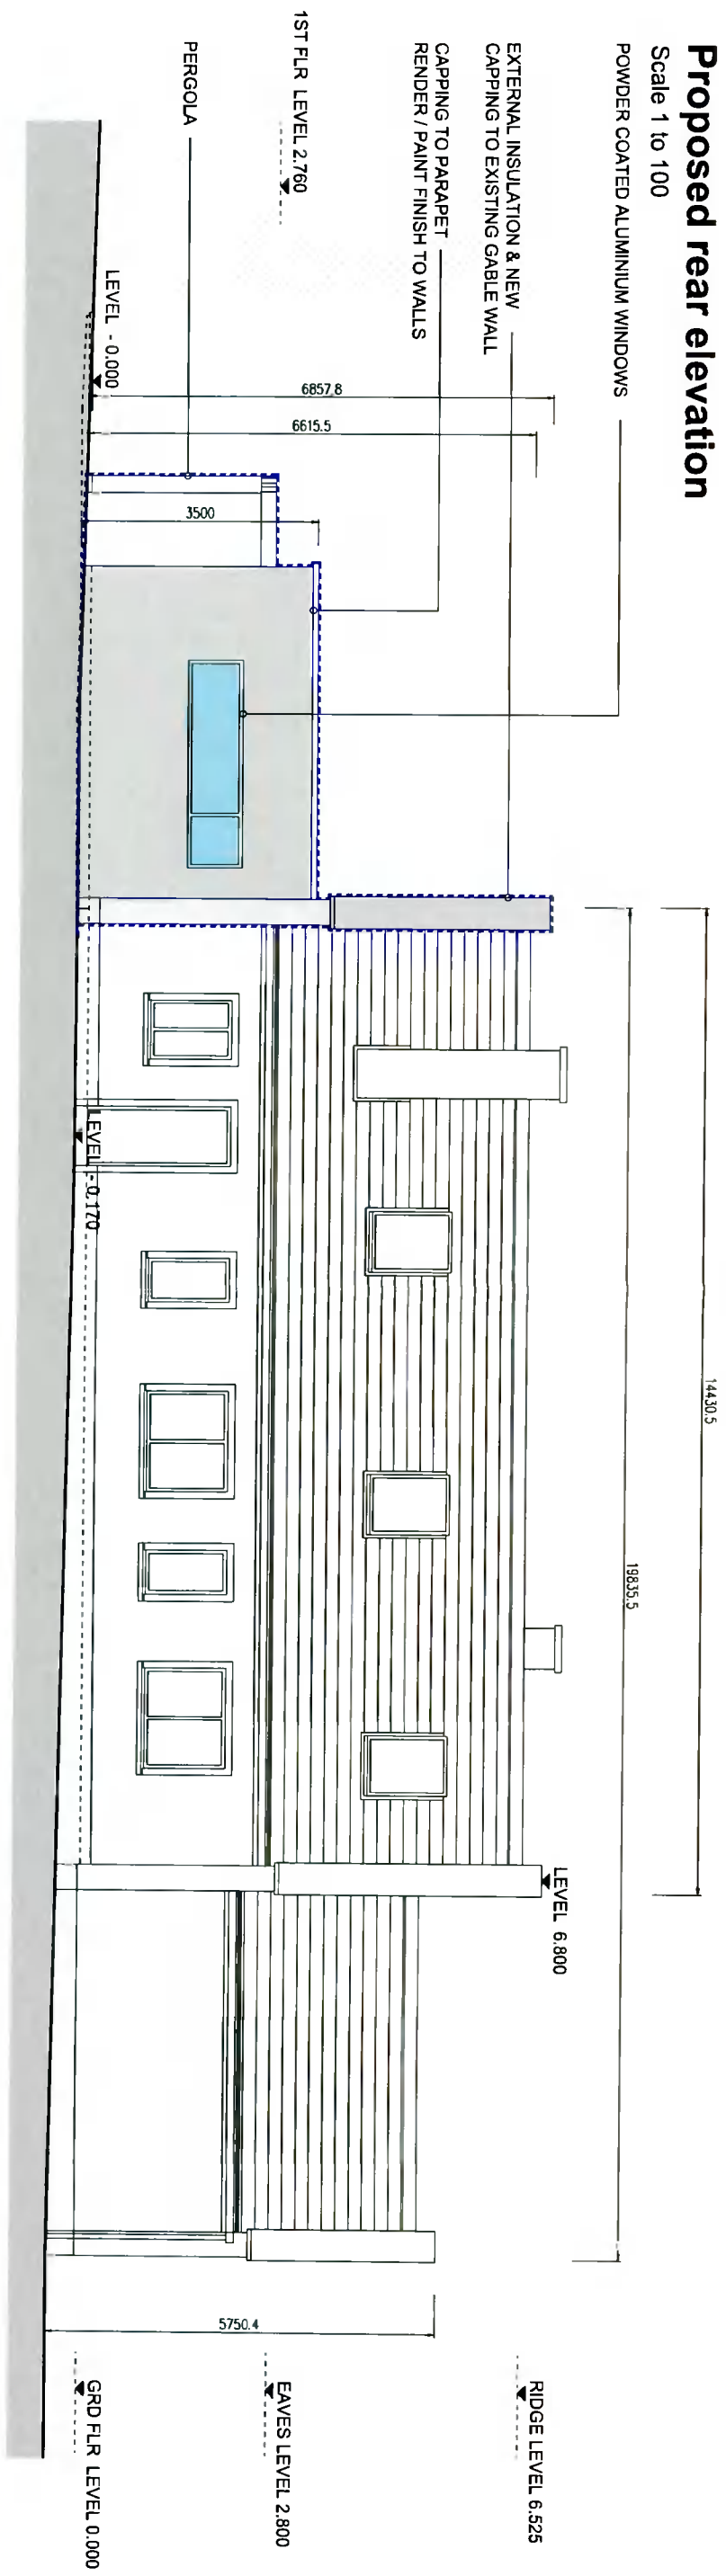 Proposed rear elevation
Scale 1 to 100
POWDER COATED ALUMINIUM WINDOWS
EXTERNAL INSULATION & NEW
CAPPING TO EXISTING GABLE WALL
CAPPING TO PARAPET
RENDER / PAINT FINISH TO WALLS
1ST FLR LEVEL 2.760
PERGOLA
LEVEL - 0.000
6857.8
6615.5
3500
14430.5
19835.5
LEVEL 6.800
LEVEL - 0.170
5750.4
RIDGE LEVEL 6.525
EAVES LEVEL 2.800
GRD FLR LEVEL 0.000